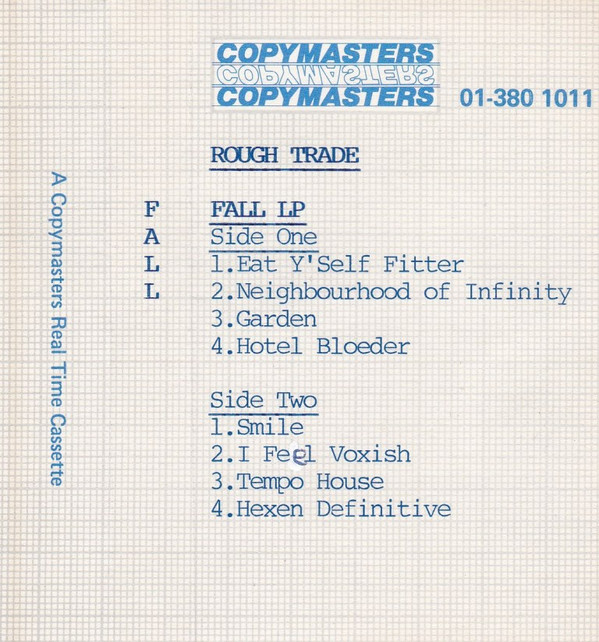 COPYMASTERS
COPYMASTERS
COPYMASTERS 01-380 1011
ROUGH TRADE
A Copymasters Real Time Cassette
FALL
FALL LP
Side One
1.Eat Y'Self Fitter
2.Neighbourhood of Infinity
3.Garden
4.Hotel Bloeder
Side Two
1.Smile
2.I Feel Voxish
3.Tempo House
4.Hexen Definitive